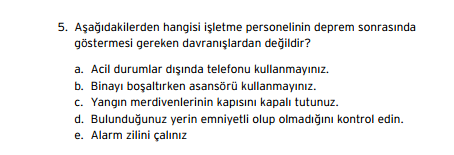 5. Aşağıdakilerden hangisi işletme personelinin deprem sonrasında
göstermesi gereken davranışlardan değildir?
a. Acil durumlar dışında telefonu kullanmayınız.
b. Binayı boşaltırken asansörü kullanmayınız.
c. Yangın merdivenlerinin kapısını kapalı tutunuz.
d. Bulunduğunuz yerin emniyetli olup olmadığını kontrol edin.
e. Alarm zilini çalınız